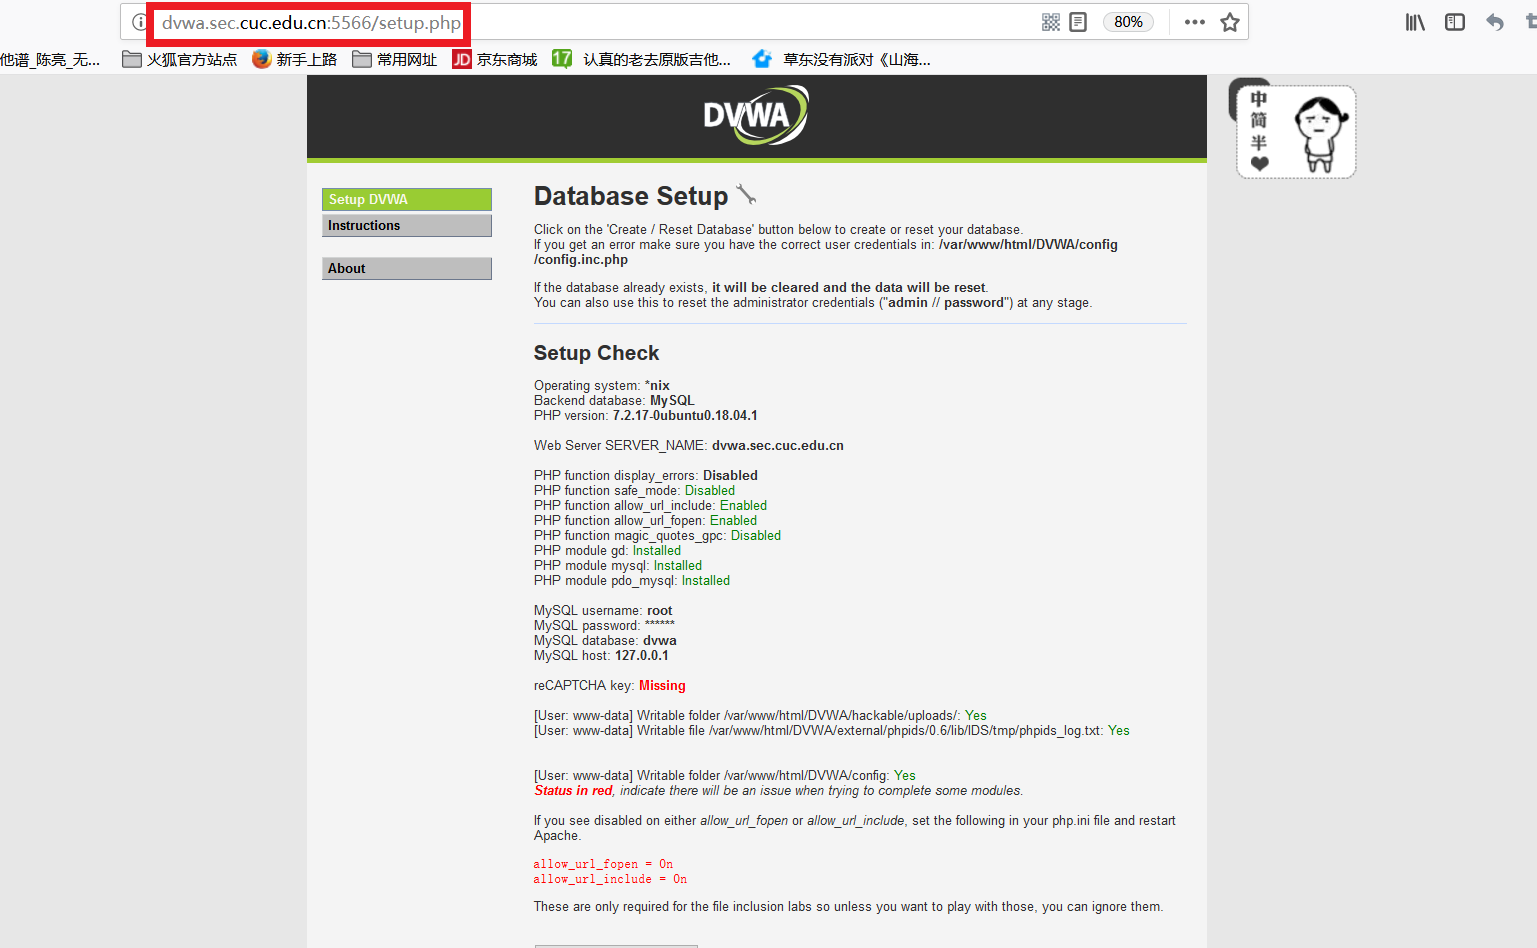 dvwa.sec.cuc.edu.cn:5566/setup.php
80%
他谱_陈亮_无...
火狐官方站点
新手上路
常用网址
JD 京东商城
17 认真的老去原版吉他...
草东没有派对《山海...
DVWA
中
简
半
Setup DVWA
Instructions
About
Database Setup
Click on the 'Create / Reset Database' button below to create or reset your database.
If you get an error make sure you have the correct user credentials in: /var/www/html/DVWA/config
/config.inc.php
If the database already exists, it will be cleared and the data will be reset.
You can also use this to reset the administrator credentials ("admin // password") at any stage.
Setup Check
Operating system: *nix
Backend database: MySQL
PHP version: 7.2.17-0ubuntu0.18.04.1
Web Server SERVER_NAME: dvwa.sec.cuc.edu.cn
PHP function display_errors: Disabled
PHP function safe_mode: Disabled
PHP function allow_url_include: Enabled
PHP function allow_url_fopen: Enabled
PHP function magic_quotes_gpc: Disabled
PHP module gd: Installed
PHP module mysql: Installed
PHP module pdo_mysql: Installed
MySQL username: root
MySQL password: ******
MySQL database: dvwa
MySQL host: 127.0.0.1
reCAPTCHA key: Missing
[User: www-data] Writable folder /var/www/html/DVWA/hackable/uploads/: Yes
[User: www-data] Writable file /var/www/html/DVWA/external/phpids/0.6/lib/IDS/tmp/phpids_log.txt: Yes
[User: www-data] Writable folder /var/www/html/DVWA/config: Yes
Status in red, indicate there will be an issue when trying to complete some modules.
If you see disabled on either allow_url_fopen or allow_url_include, set the following in your php.ini file and restart
Apache.
allow_url_fopen = On
allow_url_include = On
These are only required for the file inclusion labs so unless you want to play with those, you can ignore them.